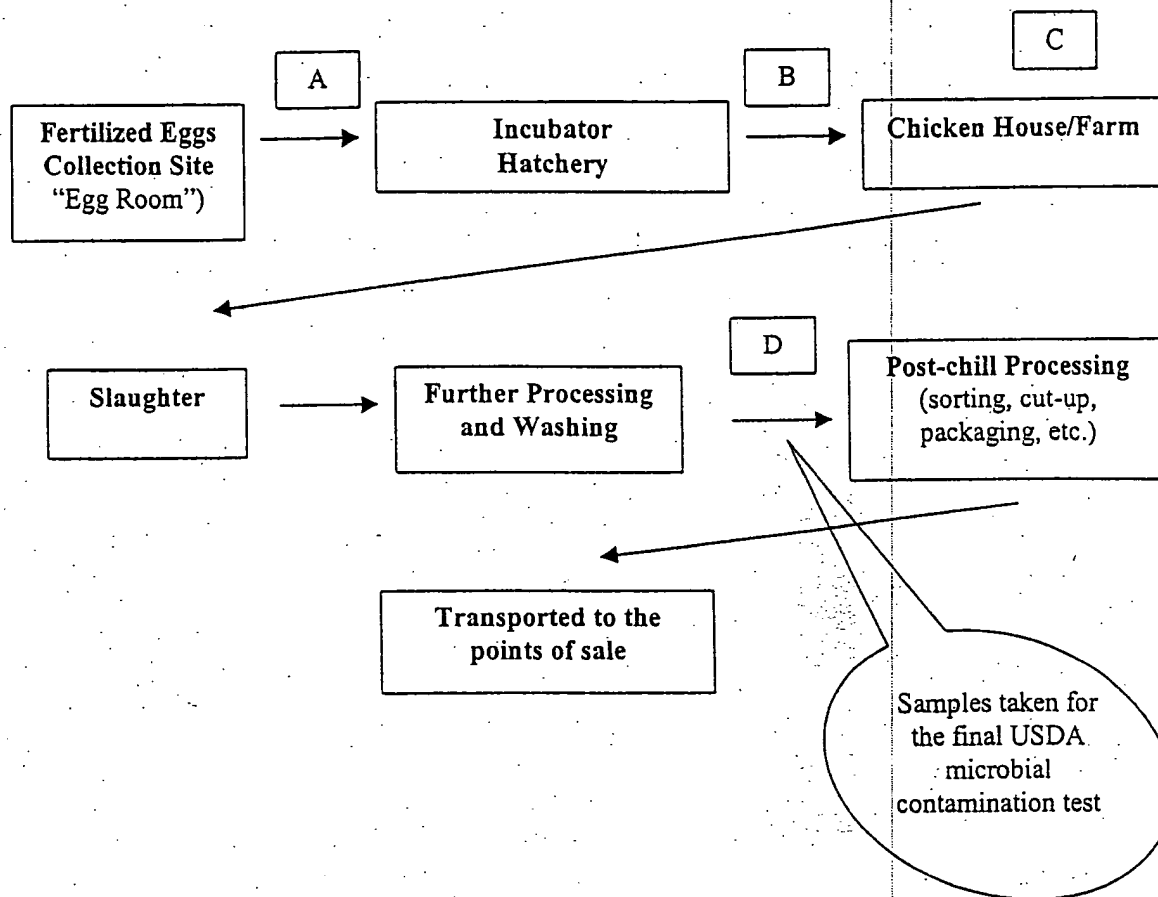 A
B
C
Fertilized Eggs
Collection Site
“Egg Room”)
Incubator
Hatchery
Chicken House/Farm
Slaughter
Further Processing
and Washing
D
Post-chill Processing
(sorting, cut-up,
packaging, etc.)
Transported to the
points of sale
Samples taken for
the final USDA
microbial
contamination test